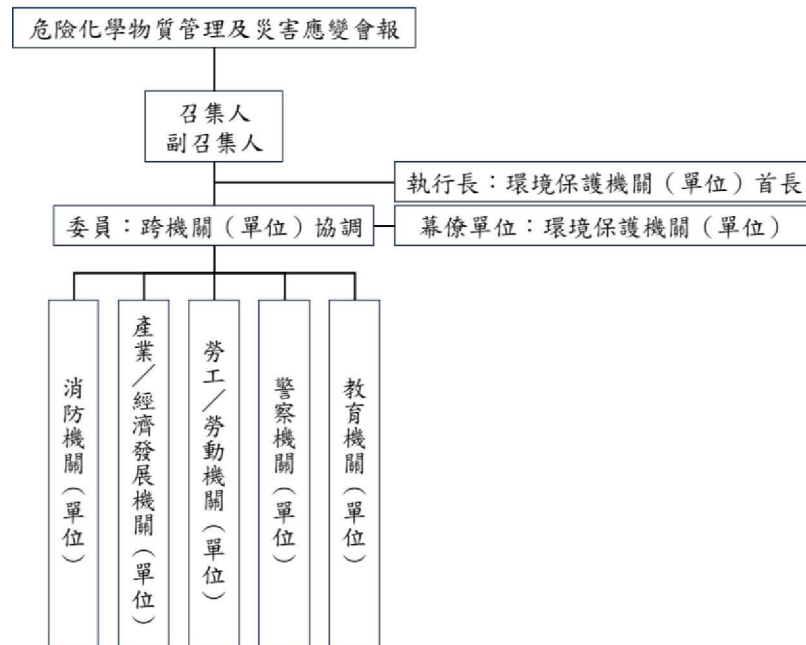 危險化學物質管理及災害應變會報
召集人
副召集人
執行長：環境保護機關（單位）首長
委員：跨機關（單位）協調
幕僚單位：環境保護機關（單位）
消防機關（單位）
產業／經濟發展機關（單位）
勞工／勞動機關（單位）
警察機關（單位）
教育機關（單位）